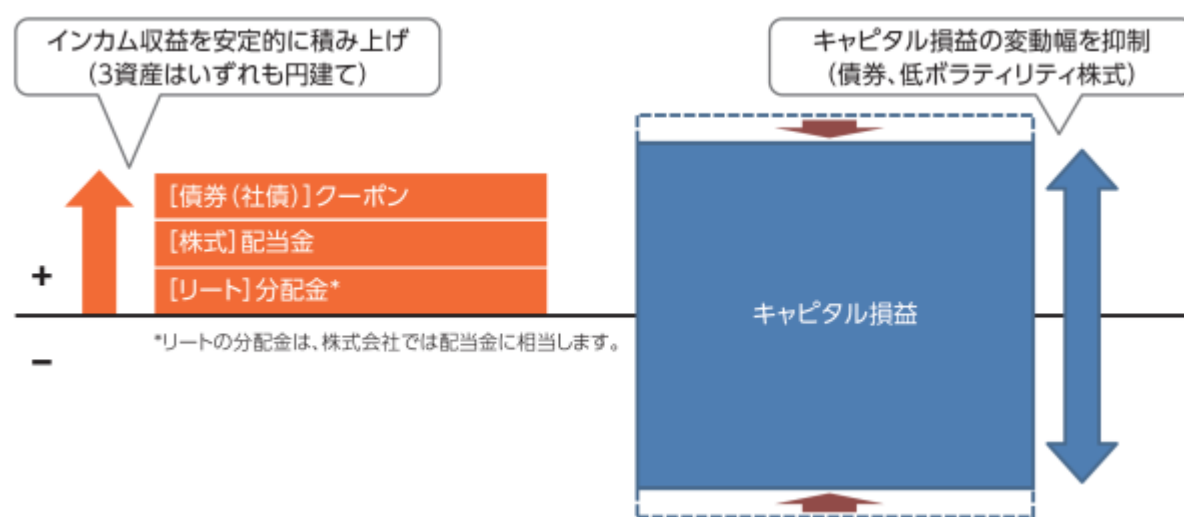 インカム収益を安定的に積み上げ
（3資産はいずれも円建て）
キャピタル損益の変動幅を抑制
（債券、低ボラティリティ株式）
[債券（社債）]クーポン
[株式]配当金
[リート]分配金*
+
キャピタル損益
*リートの分配金は、株式会社では配当金に相当します。
−